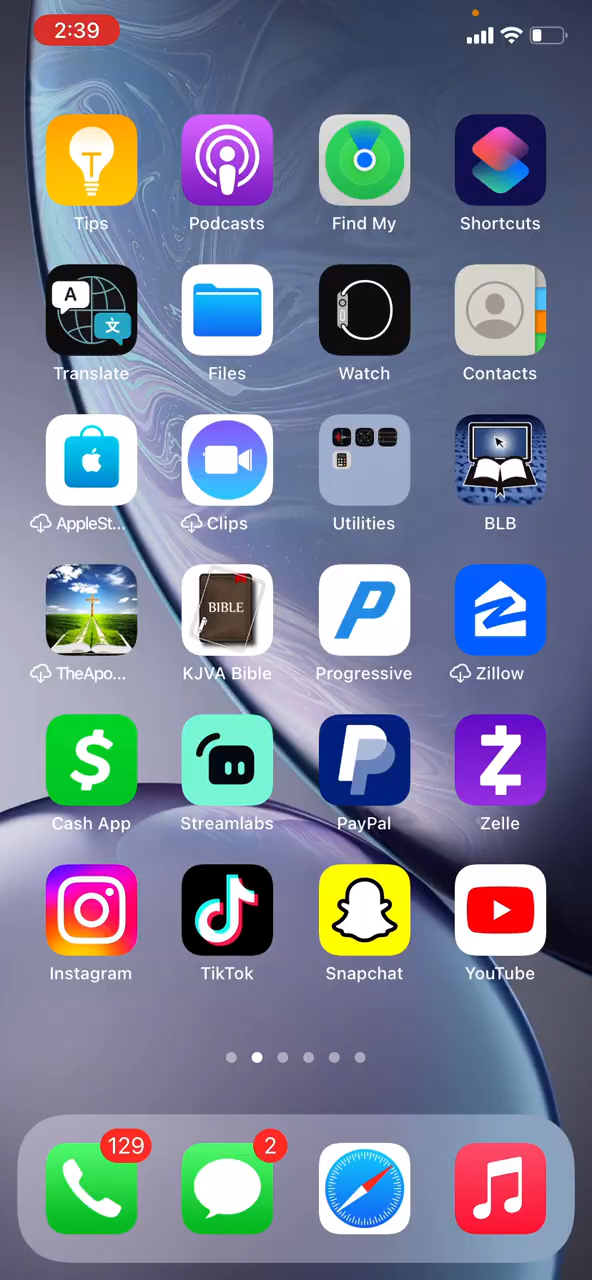 2:39
Tips Podcasts Find My Shortcuts
A 文
Translate Files Watch Contacts
AppleSt... Clips Utilities BLB
BIBLE
TheApo... KJVA Bible Progressive Zillow
Cash App Streamlabs PayPal Zelle
Instagram TikTok Snapchat YouTube
129 2